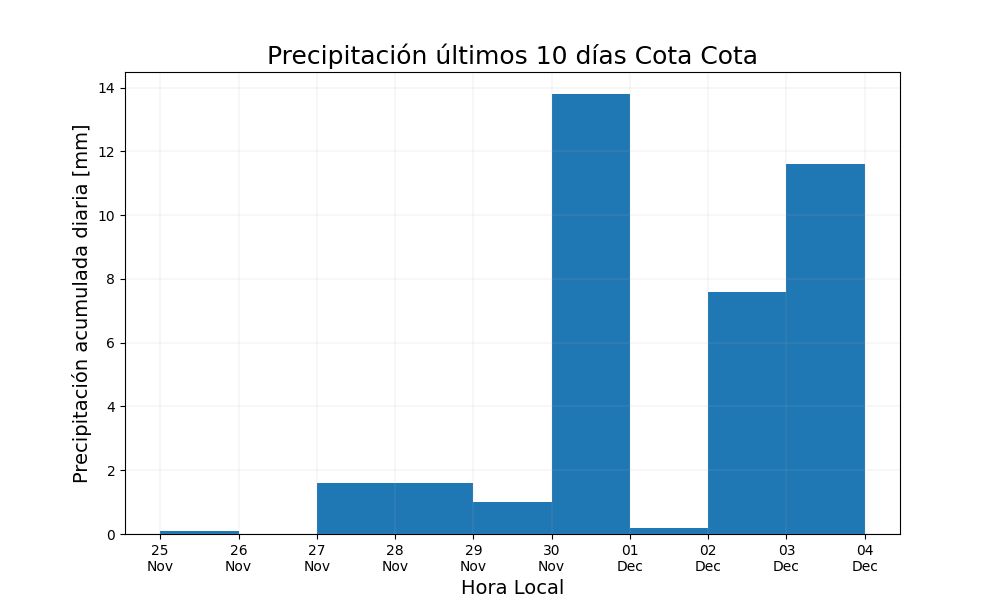 Precipitación últimos 10 días Cota Cota
Precipitación acumulada diaria [mm]
14
12
10
8
6
4
2
0
25 26 27 28 29 30 01 02 03 04
Nov Nov Nov Nov Nov Nov Dec Dec Dec Dec
Hora Local